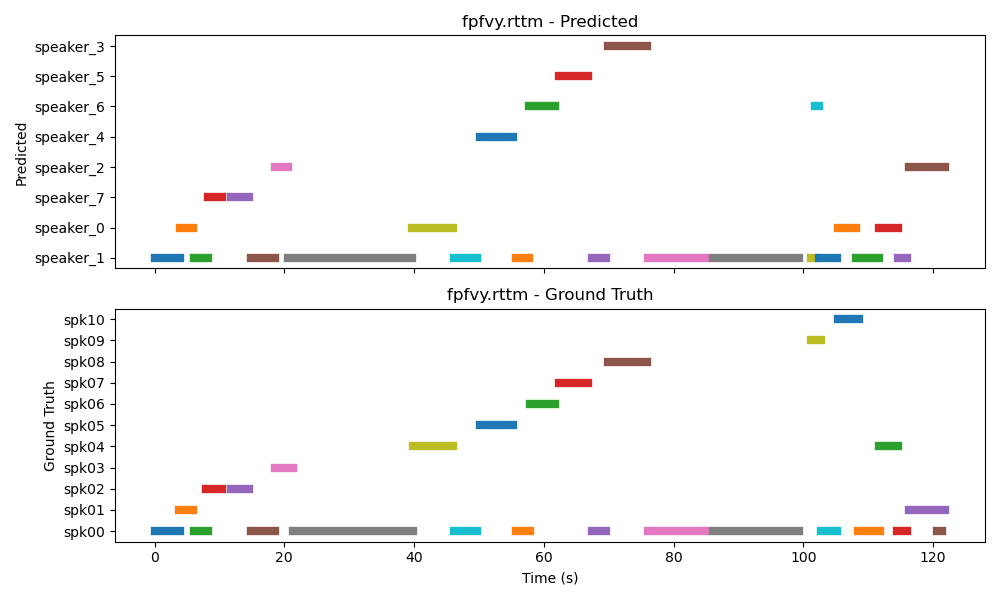 fpfvy.rttm - Predicted
speaker_3
speaker_5
speaker_6
speaker_4
speaker_2
speaker_7
speaker_0
speaker_1
Predicted
fpfvy.rttm - Ground Truth
spk10
spk09
spk08
spk07
spk06
spk05
spk04
spk03
spk02
spk01
spk00
Ground Truth
0 20 40 60 80 100 120
Time (s)